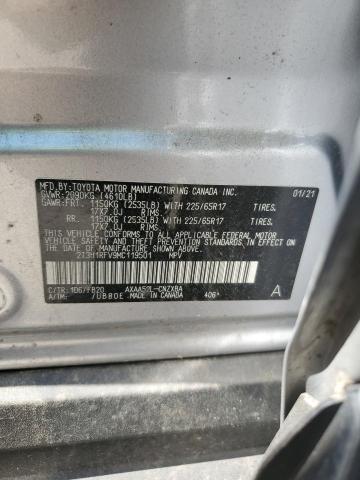 MFD.BY:TOYOTA MOTOR MANUFACTURING CANADA INC. 01/21
GVWR:2090KG (4610LB)
GAWR:FRT. 1150KG (2535LB) WITH 225/65R17 TIRES,
17X7.0J RIMS.
RR. 1150KG (2535LB) WITH 225/65R17 TIRES,
17X7.0J RIMS.
THIS VEHICLE CONFORMS TO ALL APPLICABLE FEDERAL MOTOR
VEHICLE SAFETY AND THEFT PREVENTION STANDARDS IN EFFECT ON
THE DATE OF MANUFACTURE SHOWN ABOVE.
2T3H1RFV9MC119501 MPV
C/TR:1D6/FB20 AXAA52L-CNZXBA
A/TM: /UB80E .MADE IN CANADA 406* A